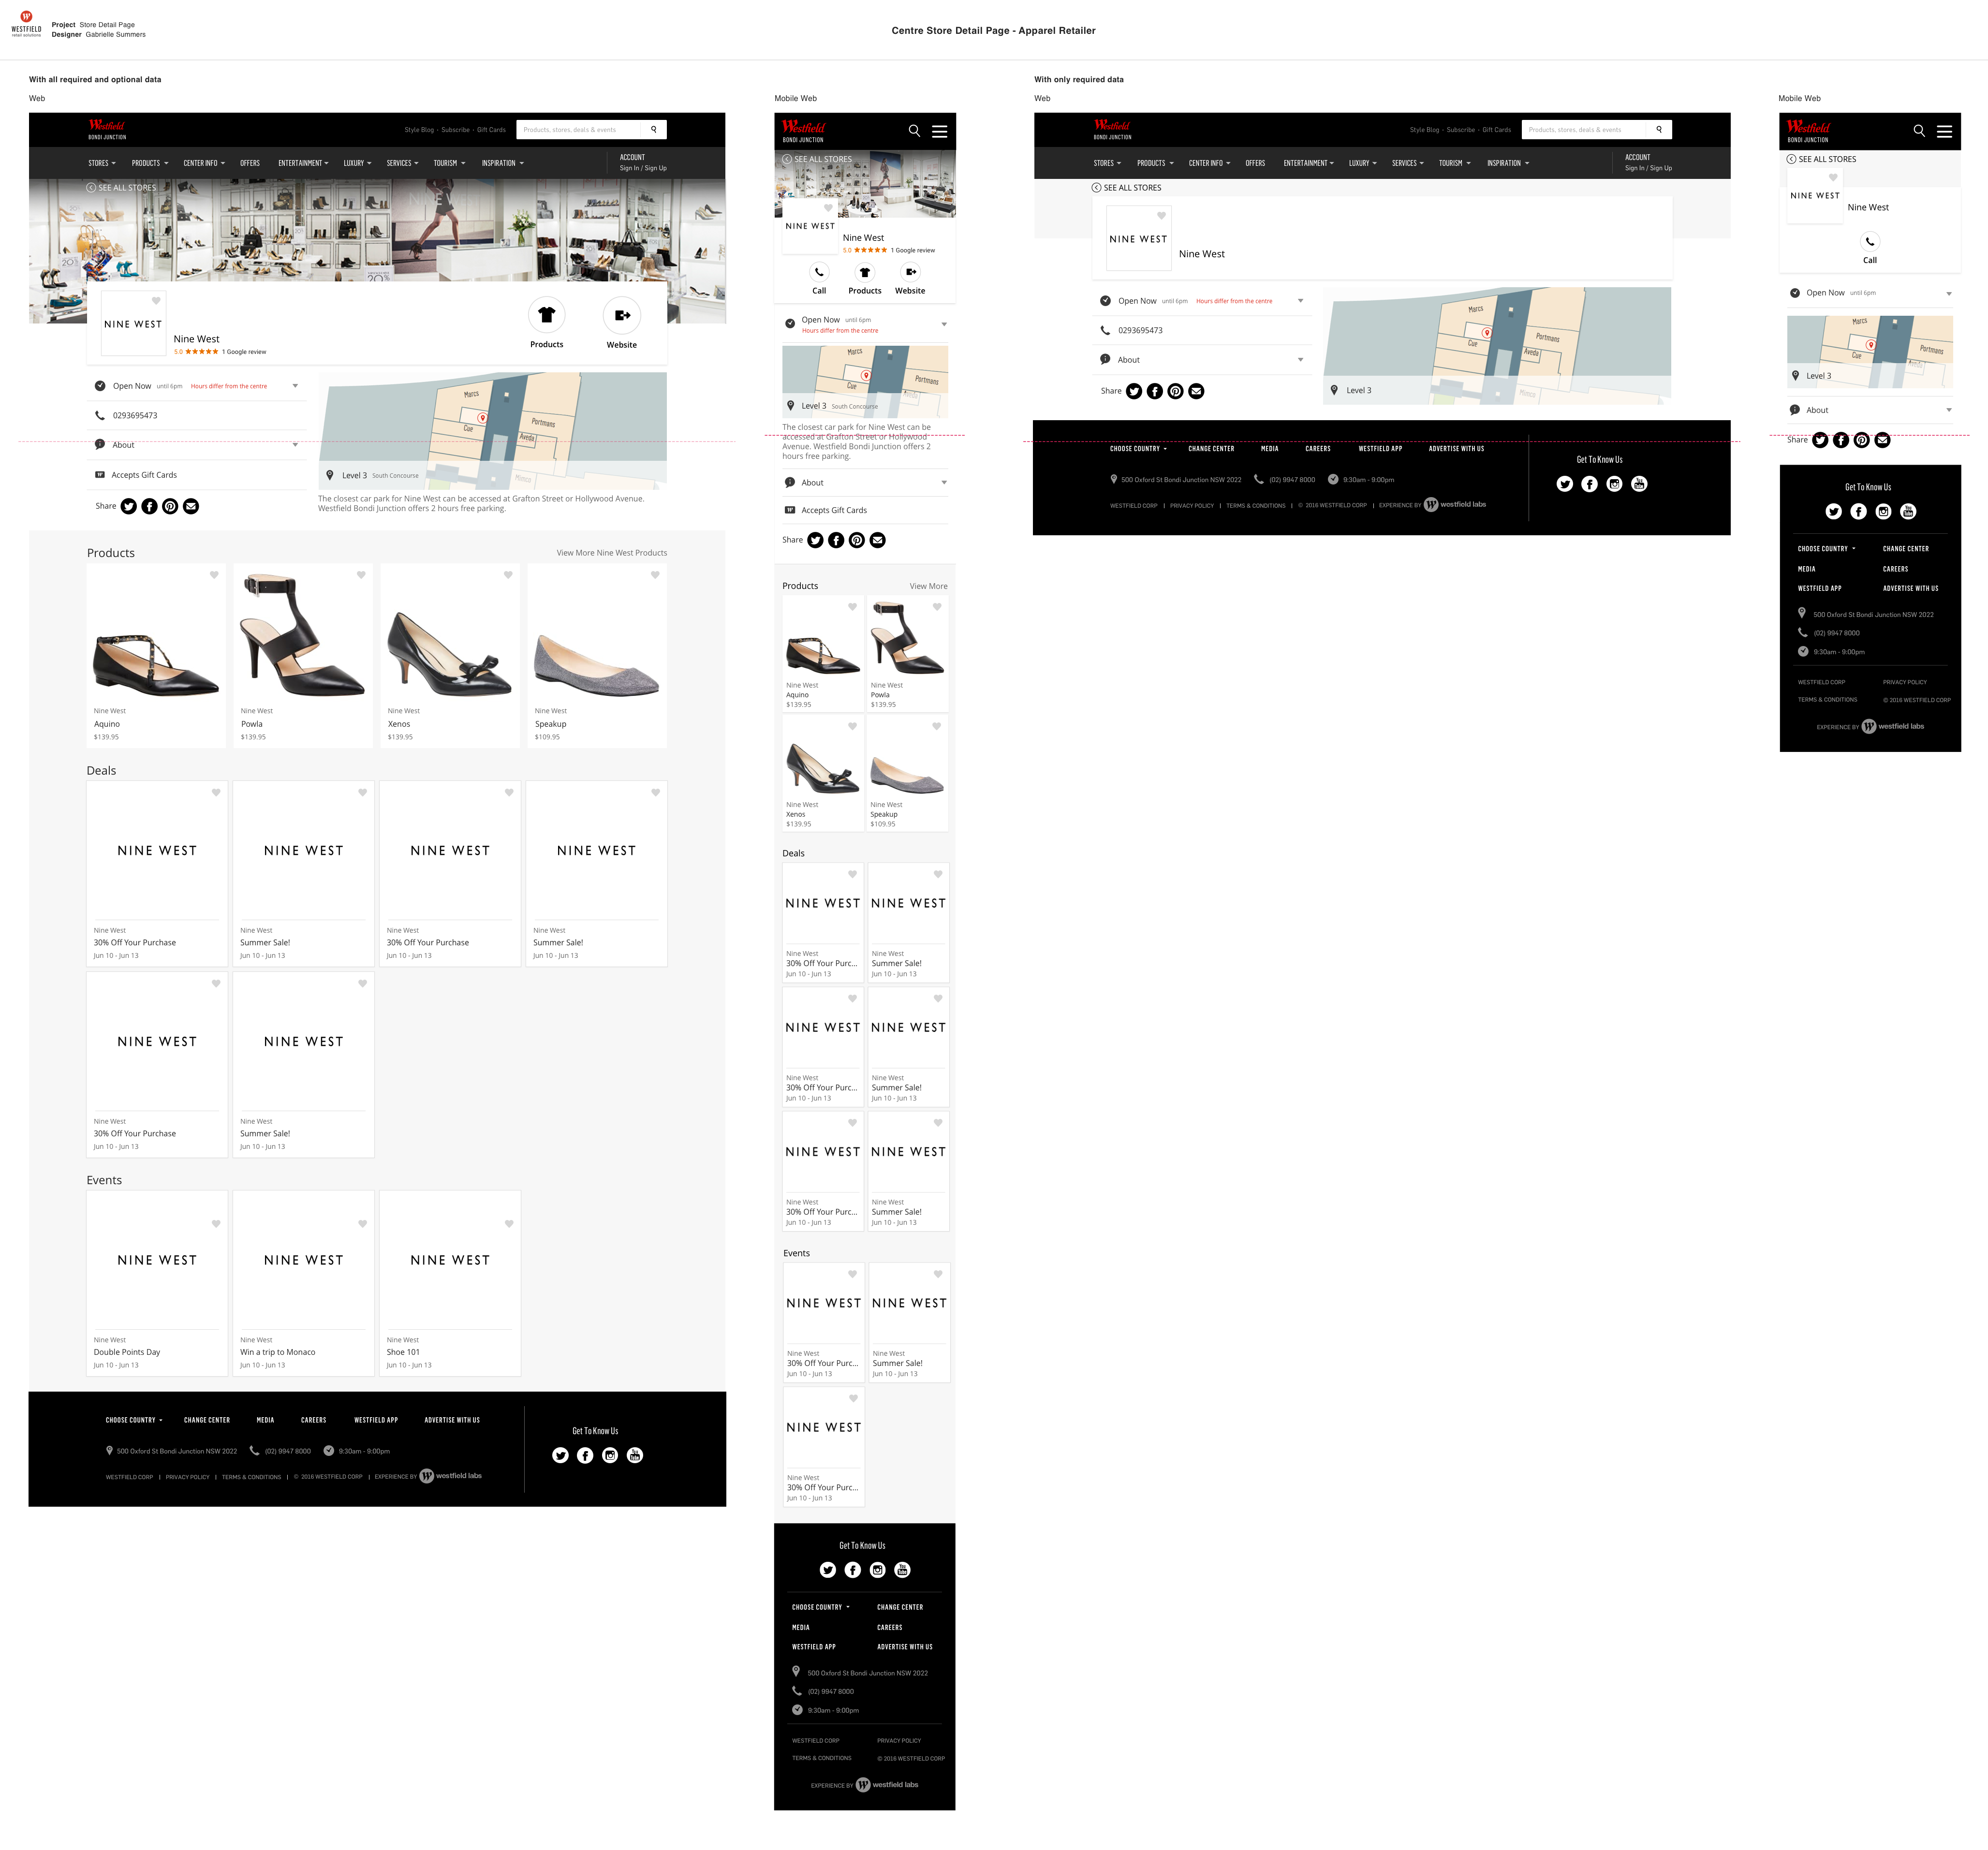 WESTFIELD
retail solutions
Project Store Detail Page
Designer Gabrielle Summers
Centre Store Detail Page - Apparel Retailer
With all required and optional data
Web
Westfield
BONDI JUNCTION
Style Blog · Subscribe · Gift Cards
Products, stores, deals & events
STORES PRODUCTS CENTER INFO OFFERS ENTERTAINMENT LUXURY SERVICES TOURISM INSPIRATION
ACCOUNT
Sign In / Sign Up
SEE ALL STORES
NINE WEST
Nine West
5.0 1 Google review
Products
Website
Open Now until 6pm Hours differ from the centre
0293695473
About
Accepts Gift Cards
Share
Marcs
Cue
Aveda
Portmans
Level 3 South Concourse
The closest car park for Nine West can be accessed at Grafton Street or Hollywood Avenue.
Westfield Bondi Junction offers 2 hours free parking.
Products
View More Nine West Products
Nine West
Aquino
$139.95
Nine West
Powla
$139.95
Nine West
Xenos
$139.95
Nine West
Speakup
$109.95
Deals
NINE WEST
Nine West
30% Off Your Purchase
Jun 10 - Jun 13
NINE WEST
Nine West
Summer Sale!
Jun 10 - Jun 13
NINE WEST
Nine West
30% Off Your Purchase
Jun 10 - Jun 13
NINE WEST
Nine West
Summer Sale!
Jun 10 - Jun 13
NINE WEST
Nine West
30% Off Your Purchase
Jun 10 - Jun 13
NINE WEST
Nine West
Summer Sale!
Jun 10 - Jun 13
Events
NINE WEST
Nine West
Double Points Day
Jun 10 - Jun 13
NINE WEST
Nine West
Win a trip to Monaco
Jun 10 - Jun 13
NINE WEST
Nine West
Shoe 101
Jun 10 - Jun 13
CHOOSE COUNTRY CHANGE CENTER MEDIA CAREERS WESTFIELD APP ADVERTISE WITH US
500 Oxford St Bondi Junction NSW 2022 (02) 9947 8000 9:30am - 9:00pm
WESTFIELD CORP | PRIVACY POLICY | TERMS & CONDITIONS | © 2016 WESTFIELD CORP | EXPERIENCE BY westfield labs
Get To Know Us
Mobile Web
Westfield
BONDI JUNCTION
SEE ALL STORES
NINE WEST
Nine West
5.0 1 Google review
Call Products Website
Open Now until 6pm
Hours differ from the centre
Marcs
Cue
Aveda
Portmans
Level 3 South Concourse
The closest car park for Nine West can be
accessed at Grafton Street or Hollywood
Avenue. Westfield Bondi Junction offers 2
hours free parking.
About
Accepts Gift Cards
Share
Products
View More
Nine West
Aquino
$139.95
Nine West
Powla
$139.95
Nine West
Xenos
$139.95
Nine West
Speakup
$109.95
Deals
NINE WEST
Nine West
30% Off Your Purc...
Jun 10 - Jun 13
NINE WEST
Nine West
Summer Sale!
Jun 10 - Jun 13
NINE WEST
Nine West
30% Off Your Purc...
Jun 10 - Jun 13
NINE WEST
Nine West
Summer Sale!
Jun 10 - Jun 13
NINE WEST
Nine West
30% Off Your Purc...
Jun 10 - Jun 13
NINE WEST
Nine West
Summer Sale!
Jun 10 - Jun 13
Events
NINE WEST
Nine West
30% Off Your Purc...
Jun 10 - Jun 13
NINE WEST
Nine West
Summer Sale!
Jun 10 - Jun 13
NINE WEST
Nine West
30% Off Your Purc...
Jun 10 - Jun 13
Get To Know Us
CHOOSE COUNTRY CHANGE CENTER
MEDIA CAREERS
WESTFIELD APP ADVERTISE WITH US
500 Oxford St Bondi Junction NSW 2022
(02) 9947 8000
9:30am - 9:00pm
WESTFIELD CORP PRIVACY POLICY
TERMS & CONDITIONS © 2016 WESTFIELD CORP
EXPERIENCE BY westfield labs
With only required data
Web
Westfield
BONDI JUNCTION
Style Blog · Subscribe · Gift Cards
Products, stores, deals & events
STORES PRODUCTS CENTER INFO OFFERS ENTERTAINMENT LUXURY SERVICES TOURISM INSPIRATION
ACCOUNT
Sign In / Sign Up
SEE ALL STORES
NINE WEST
Nine West
Open Now until 6pm Hours differ from the centre
0293695473
About
Share
Marcs
Cue
Aveda
Portmans
Level 3
CHOOSE COUNTRY CHANGE CENTER MEDIA CAREERS WESTFIELD APP ADVERTISE WITH US
500 Oxford St Bondi Junction NSW 2022 (02) 9947 8000 9:30am - 9:00pm
WESTFIELD CORP | PRIVACY POLICY | TERMS & CONDITIONS | © 2016 WESTFIELD CORP | EXPERIENCE BY westfield labs
Get To Know Us
Mobile Web
Westfield
BONDI JUNCTION
SEE ALL STORES
NINE WEST
Nine West
Call
Open Now until 6pm
Marcs
Cue
Aveda
Portmans
Level 3
About
Share
Get To Know Us
CHOOSE COUNTRY CHANGE CENTER
MEDIA CAREERS
WESTFIELD APP ADVERTISE WITH US
500 Oxford St Bondi Junction NSW 2022
(02) 9947 8000
9:30am - 9:00pm
WESTFIELD CORP PRIVACY POLICY
TERMS & CONDITIONS © 2016 WESTFIELD CORP
EXPERIENCE BY westfield labs